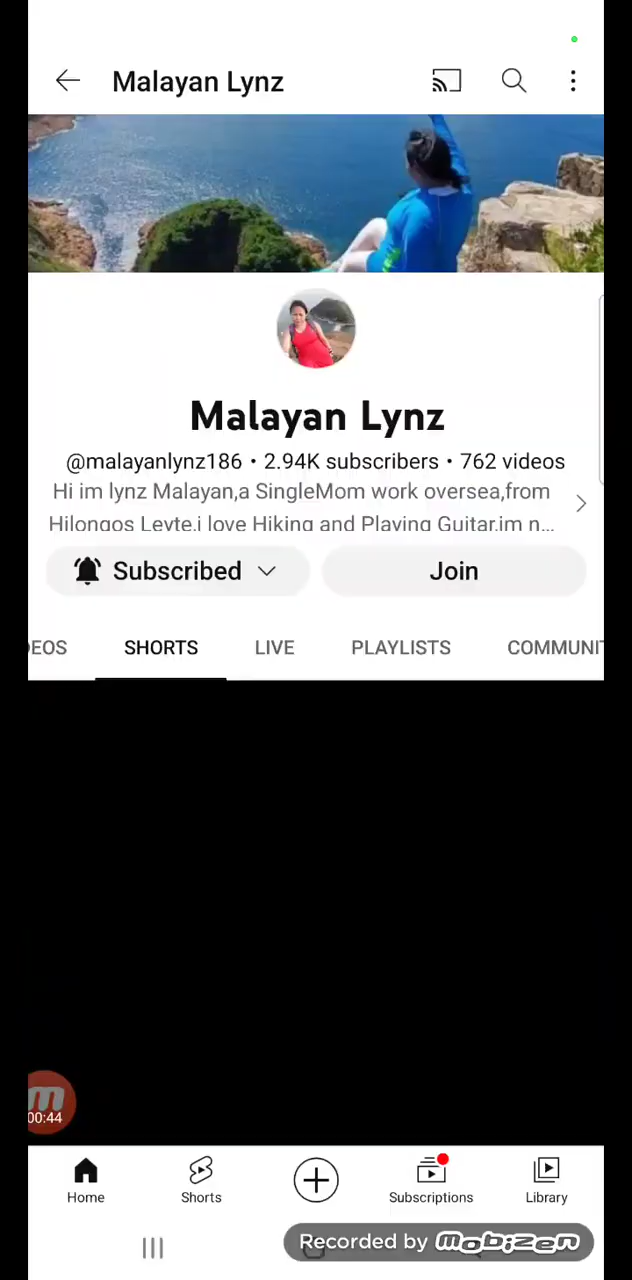 Malayan Lynz
Malayan Lynz
@malayanlynz186 • 2.94K subscribers • 762 videos
Hi im lynz Malayan,a SingleMom work oversea,from
Hilongos Leyte,i love Hiking and Playing Guitar.im n...
Subscribed
Join
EOS SHORTS LIVE PLAYLISTS COMMUNIT
00:44
Home Shorts Subscriptions Library
Recorded by mobizen